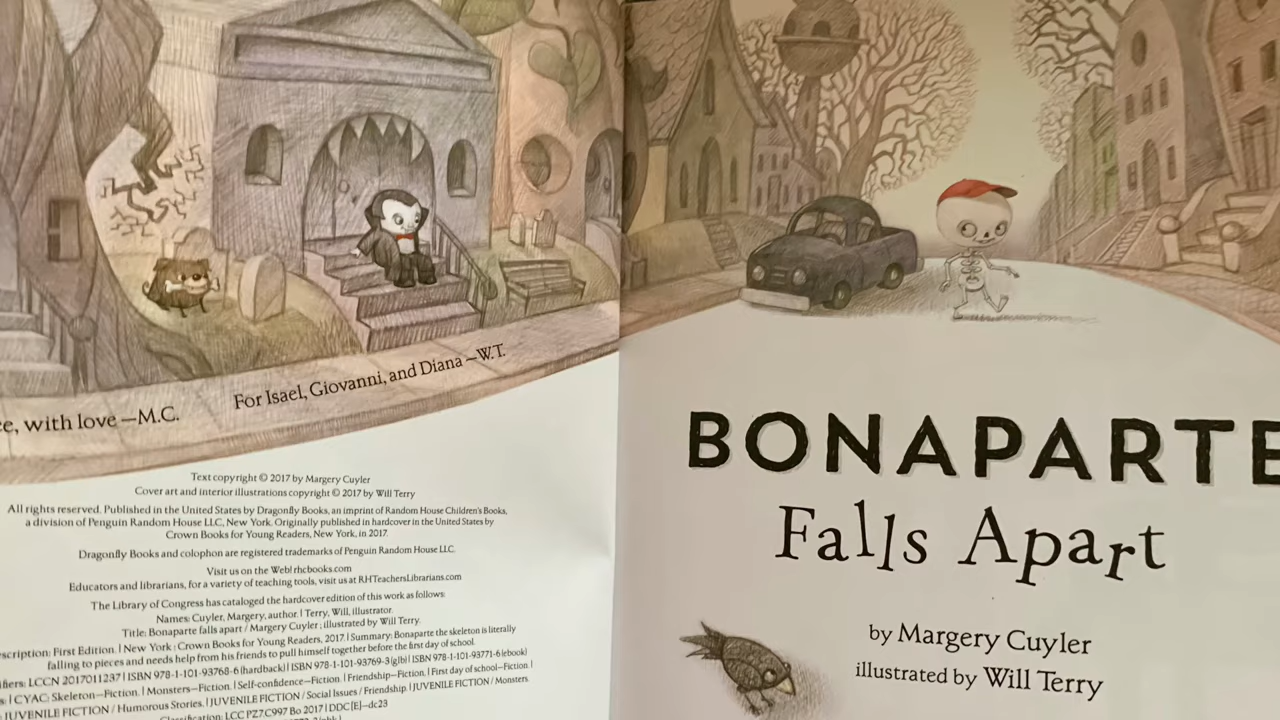 e, with love —M.C.
For Isael, Giovanni, and Diana —W.T.
Text copyright © 2017 by Margery Cuyler
Cover art and interior illustrations copyright © 2017 by Will Terry
All rights reserved. Published in the United States by Dragonfly Books, an imprint of Random House Children's Books,
a division of Penguin Random House LLC, New York. Originally published in hardcover in the United States by
Crown Books for Young Readers, New York, in 2017.
Dragonfly Books and colophon are registered trademarks of Penguin Random House LLC.
Visit us on the Web! rhcbooks.com
Educators and librarians, for a variety of teaching tools, visit us at RHTeachersLibrarians.com
The Library of Congress has cataloged the hardcover edition of this work as follows:
Names: Cuyler, Margery, author. | Terry, Will, illustrator.
Title: Bonaparte falls apart / Margery Cuyler ; illustrated by Will Terry.
scription: First Edition. | New York : Crown Books for Young Readers, 2017. | Summary: Bonaparte the skeleton is literally
falling to pieces and needs help from his friends to pull himself together before the first day of school.
ifiers: LCCN 2017011237 | ISBN 978-1-101-93768-6 (hardback) | ISBN 978-1-101-93769-3 (glb) | ISBN 978-1-101-93771-6 (ebook)
s: | CYAC: Skeleton—Fiction. | Monsters—Fiction. | Self-confidence—Fiction. | Friendship—Fiction. | First day of school—Fiction. |
JUVENILE FICTION / Humorous Stories. | JUVENILE FICTION / Social Issues / Friendship. | JUVENILE FICTION / Monsters.
Classification: LCC PZ7.C997 Bo 2017 | DDC [E]—dc23
BONAPARTE
Falls Apart
by Margery Cuyler
illustrated by Will Terry